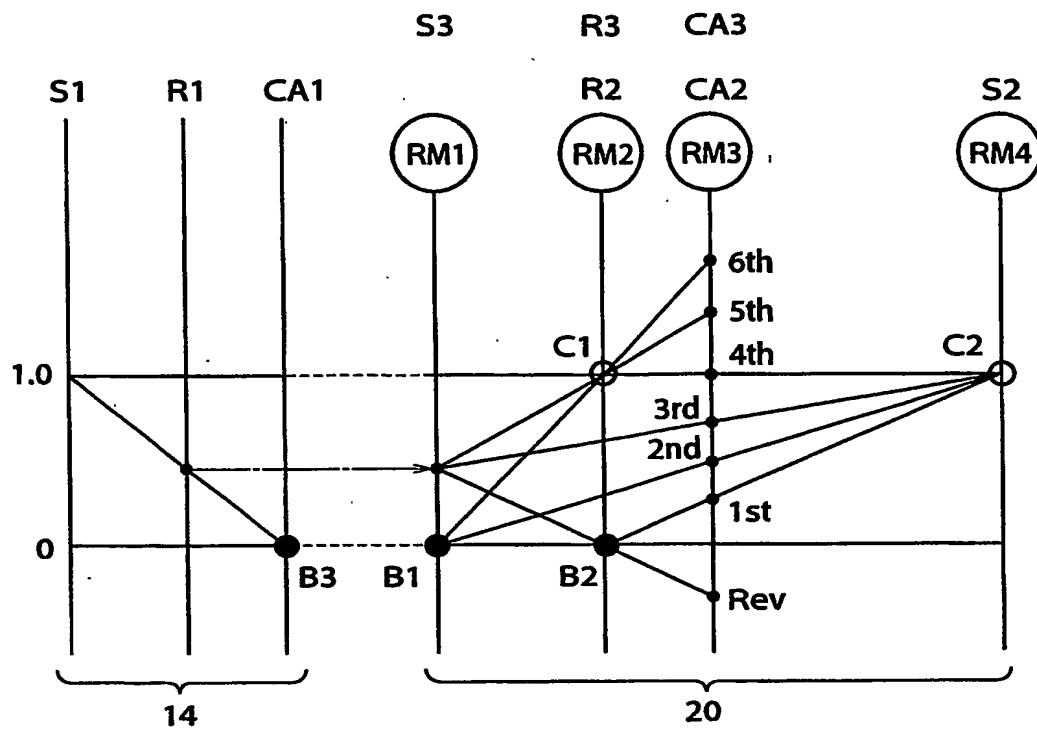 S3 R3 CA3
S1 R1 CA1 R2 CA2 S2
RM1 RM2 RM3 RM4
6th
5th
C1 4th C2
1.0
3rd
2nd
1st
0
B3 B1 B2
Rev
14 20